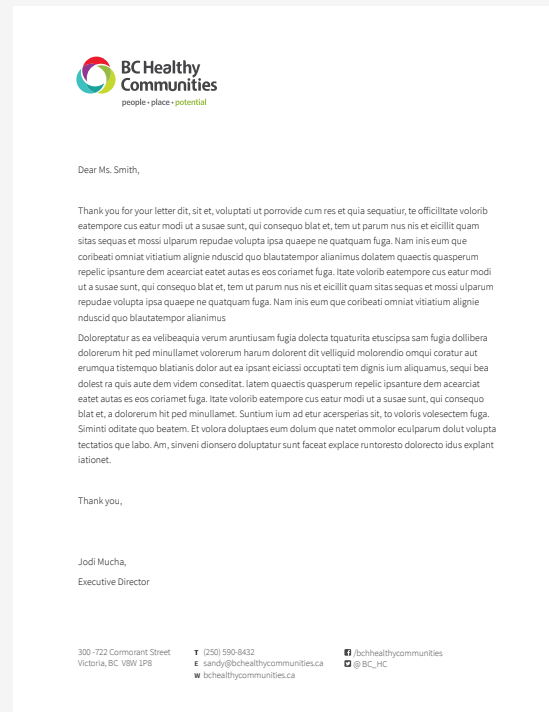 BC Healthy
Communities
people • place • potential
Dear Ms. Smith,
Thank you for your letter dit, sit et, voluptati ut porrovide cum res et quia sequatiur, te officilltate volorib
eatempore cus eatur modi ut a susae sunt, qui consequo blat et, tem ut parum nus nis et eicillit quam
sitas sequas et mossi ulparum repudae volupta ipsa quaepe ne quatquam fuga. Nam inis eum que
coribeati omniat vitiatium alignie nduscid quo blautatempor alianimus dolatem quaectis quasperum
repelic ipsanture dem acearciat eatet autas es eos coriamet fuga. Itate volorib eatempore cus eatur modi
ut a susae sunt, qui consequo blat et, tem ut parum nus nis et eicillit quam sitas sequas et mossi ulparum
repudae volupta ipsa quaepe ne quatquam fuga. Nam inis eum que coribeati omniat vitiatium alignie
nduscid quo blautatempor alianimus
Doloreptatur as ea velibeaquia verum aruntiusam fugia dolecta tquaturita etuscipsa sam fugia dollibera
dolorerum hit ped minullamet volorerum harum dolorent dit velliquid molorendio omqui coratur aut
erumqua tistemquo blatianis dolor aut ea ipsant eiciassi occuptati tem dignis ium aliquamus, sequi bea
dolest ra quis aute dem videm conseditat. latem quaectis quasperum repelic ipsanture dem acearciat
eatet autas es eos coriamet fuga. Itate volorib eatempore cus eatur modi ut a susae sunt, qui consequo
blat et, a dolorerum hit ped minullamet. Suntium ium ad etur acersperias sit, to voloris volesectem fuga.
Siminti oditate quo beatem. Et volora doluptaes eum dolum que natet ommolor eculparum dolut volupta
tectatios que labo. Am, sinveni dionsero doluptatur sunt faceat explace runtoresto dolorecto idus explant
iationet.
Thank you,
Jodi Mucha,
Executive Director
300 -722 Cormorant Street
Victoria, BC V8W 1P8
T (250) 590-8432
E sandy@bchealthycommunities.ca
W bchealthycommunities.ca
/bchhealthycommunities
@ BC_HC